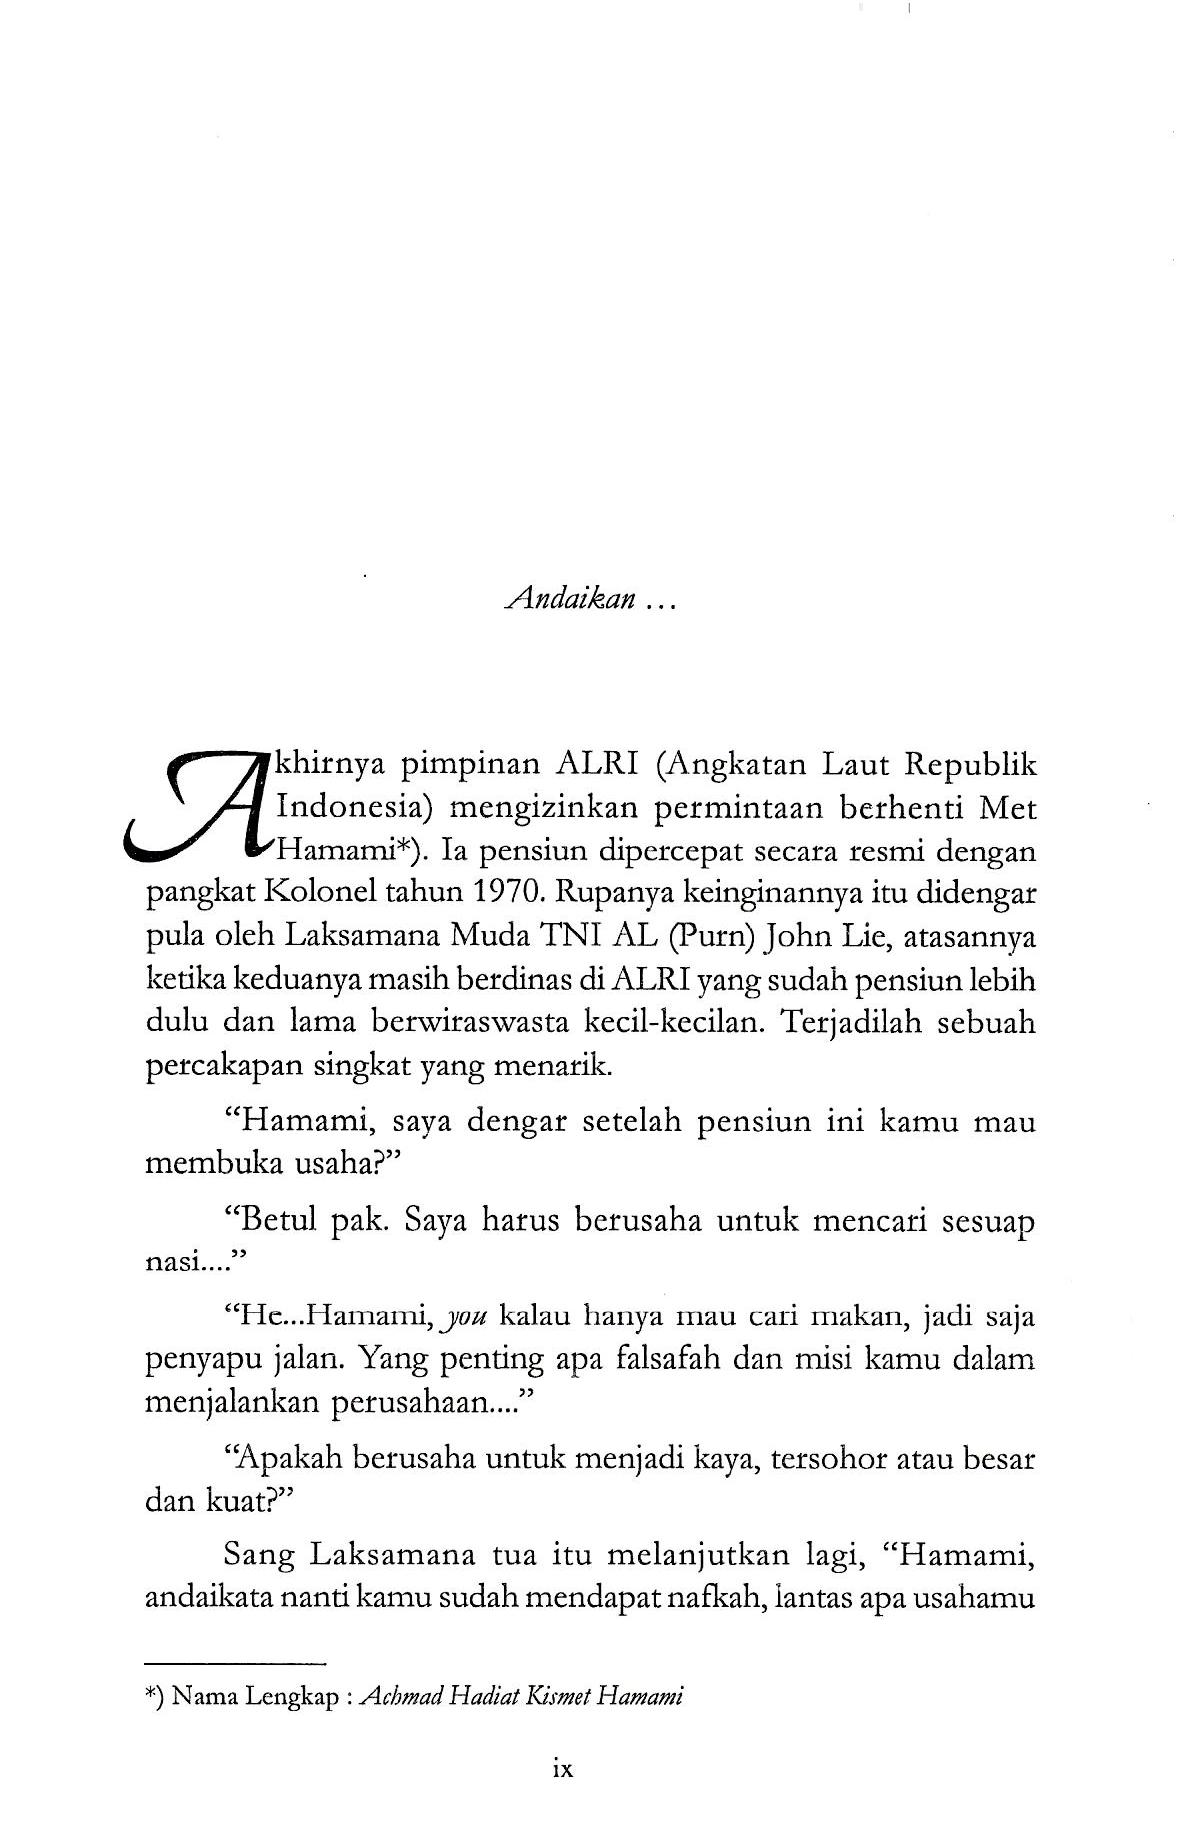 Andaikan ...
Akhirnya pimpinan ALRI (Angkatan Laut Republik
Indonesia) mengizinkan permintaan berhenti Met
Hamami*). Ia pensiun dipercepat secara resmi dengan
pangkat Kolonel tahun 1970. Rupanya keinginannya itu didengar
pula oleh Laksamana Muda TNI AL (Purn) John Lie, atasannya
ketika keduanya masih berdinas di ALRI yang sudah pensiun lebih
dulu dan lama berwiraswasta kecil-kecilan. Terjadilah sebuah
percakapan singkat yang menarik.
“Hamami, saya dengar setelah pensiun ini kamu mau
membuka usaha?”
“Betul pak. Saya harus berusaha untuk mencari sesuap
nasi....”
“He...Hamami, you kalau hanya mau cari makan, jadi saja
penyapu jalan. Yang penting apa falsafah dan misi kamu dalam
menjalankan perusahaan....”
“Apakah berusaha untuk menjadi kaya, tersohor atau besar
dan kuat?”
Sang Laksamana tua itu melanjutkan lagi, “Hamami,
andaikata nanti kamu sudah mendapat nafkah, lantas apa usahamu
*) Nama Lengkap : Achmad Hadiat Kismet Hamami
ix